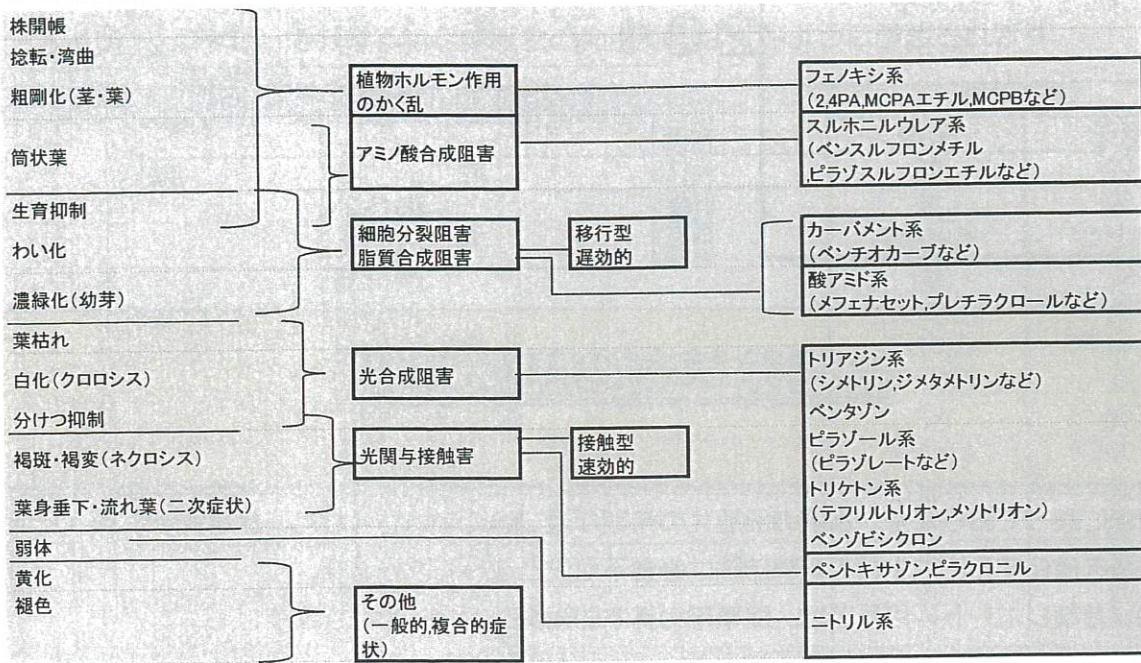 株開帳
捻転・湾曲
粗剛化(茎・葉)
筒状葉
生育抑制
わい化
濃緑化(幼芽)
葉枯れ
白化(クロロシス)
分けつ抑制
褐斑・褐変(ネクロシス)
葉身垂下・流れ葉(二次症状)
弱体
黄化
褪色
植物ホルモン作用
のかく乱
アミノ酸合成阻害
細胞分裂阻害
脂質合成阻害
光合成阻害
光関与接触害
その他
(一般的,複合的症
状)
移行型
遅効的
接触型
速効的
フェノキシ系
(2,4PA,MCPAエチル,MCPBなど)
スルホニルウレア系
(ベンスルフロンメチル
,ピラゾスルフロンエチルなど)
カーバメント系
(ベンチオカーブなど)
酸アミド系
(メフェナセット,プレチラクロールなど)
トリアジン系
(シメトリン,ジメタメトリンなど)
ベンタゾン
ピラゾール系
(ピラゾレートなど)
トリケトン系
(テフリルトリオン,メソトリオン)
ベンゾビシクロン
ペントキサゾン,ピラクロニル
ニトリル系